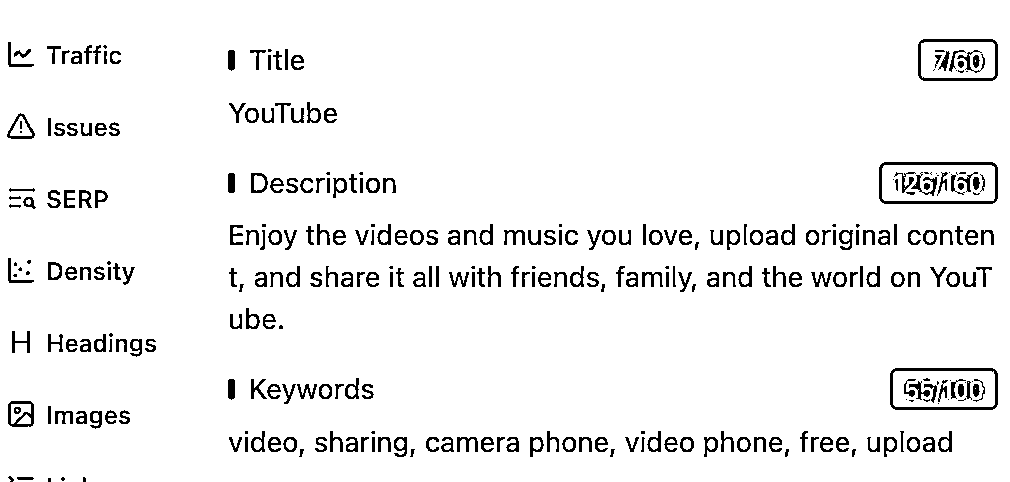 Traffic
Issues
SERP
Density
Headings
Images
Title 7/60
YouTube
Description 126/160
Enjoy the videos and music you love, upload original conten
t, and share it all with friends, family, and the world on YouT
ube.
Keywords 55/100
video, sharing, camera phone, video phone, free, upload